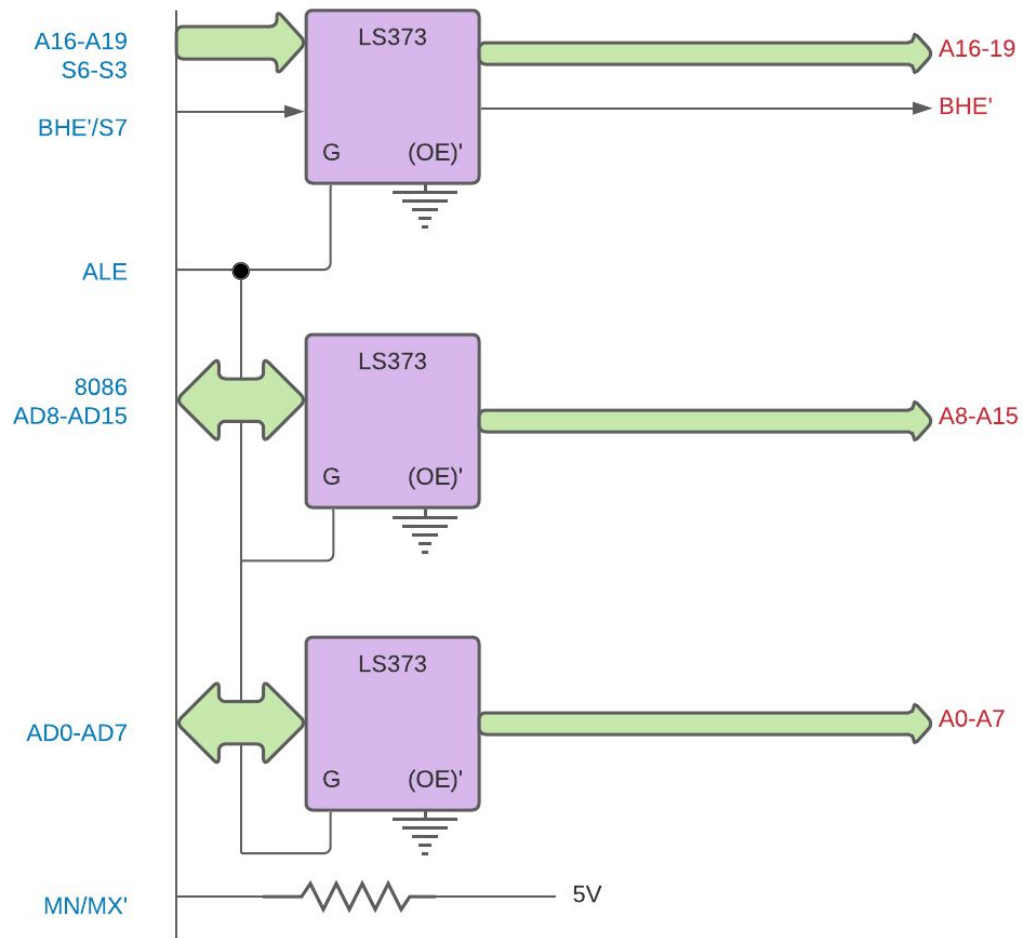 A16-A19
S6-S3
LS373
A16-19
BHE'/S7
BHE'
G
(OE)'
ALE
LS373
8086
AD8-AD15
A8-A15
G
(OE)'
LS373
AD0-AD7
A0-A7
G
(OE)'
MN/MX'
5V